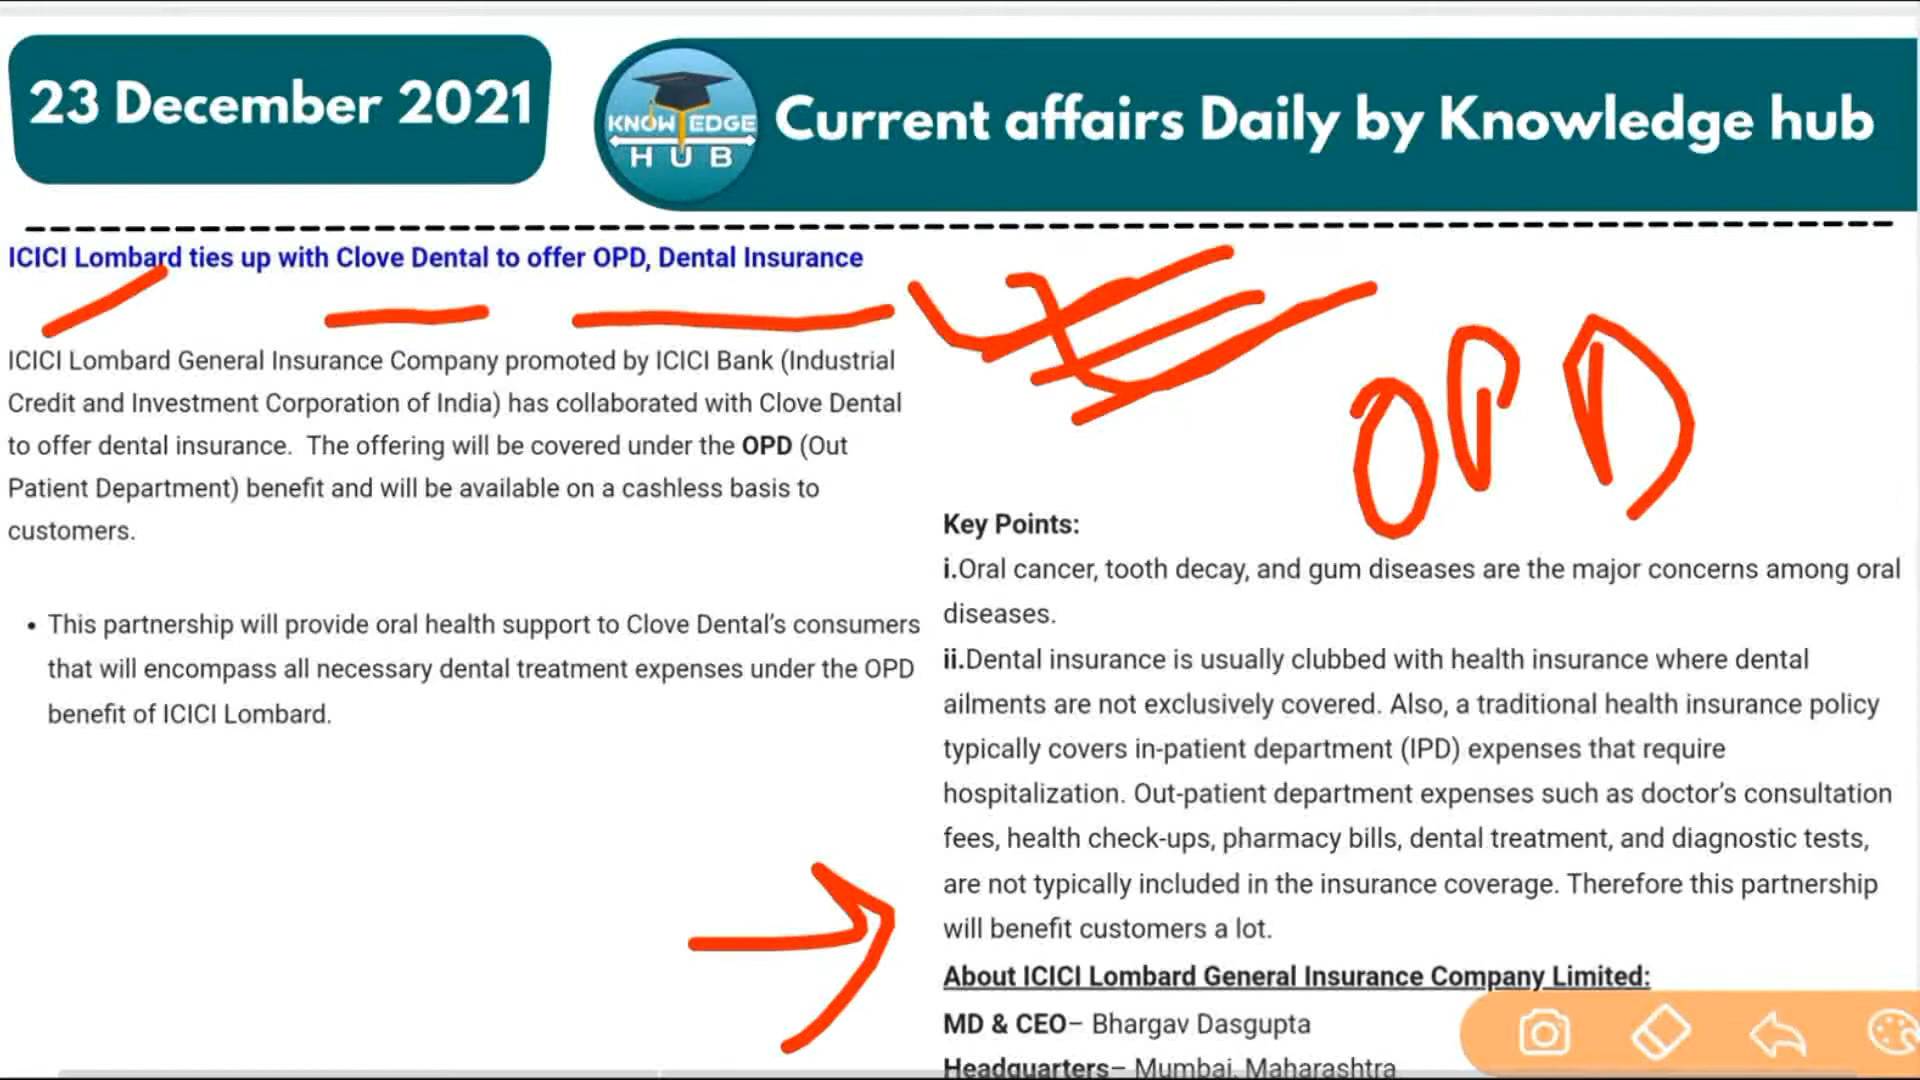 23 December 2021
KNOWLEDGE
HUB
Current affairs Daily by Knowledge hub
ICICI Lombard ties up with Clove Dental to offer OPD, Dental Insurance
ICICI Lombard General Insurance Company promoted by ICICI Bank (Industrial
Credit and Investment Corporation of India) has collaborated with Clove Dental
to offer dental insurance. The offering will be covered under the OPD (Out
Patient Department) benefit and will be available on a cashless basis to
customers.
• This partnership will provide oral health support to Clove Dental’s consumers
that will encompass all necessary dental treatment expenses under the OPD
benefit of ICICI Lombard.
OPD
Key Points:
i.Oral cancer, tooth decay, and gum diseases are the major concerns among oral
diseases.
ii.Dental insurance is usually clubbed with health insurance where dental
ailments are not exclusively covered. Also, a traditional health insurance policy
typically covers in-patient department (IPD) expenses that require
hospitalization. Out-patient department expenses such as doctor’s consultation
fees, health check-ups, pharmacy bills, dental treatment, and diagnostic tests,
are not typically included in the insurance coverage. Therefore this partnership
will benefit customers a lot.
About ICICI Lombard General Insurance Company Limited:
MD & CEO– Bhargav Dasgupta
Headquarters– Mumbai, Maharashtra